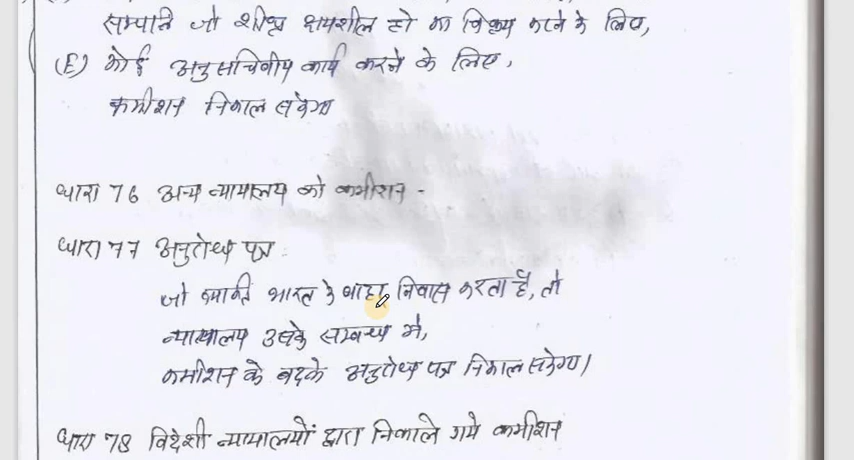 सम्पत्ति जो शीघ्र क्षयशील हो का विक्रय करने के लिए,
(E) कोई अनुसचिवीय कार्य करने के लिए,
कमीशन निकाल सकेगा
धारा 76 अन्य न्यायालय को कमीशन -
धारा 77 अनुरोध पत्र -
जो व्यक्ति भारत के बाहर निवास करता है, तो
न्यायालय उसके सम्बन्ध में,
कमीशन के बदले अनुरोध पत्र निकाल सकेगा।
धारा 78 विदेशी न्यायालयों द्वारा निकाले गये कमीशन